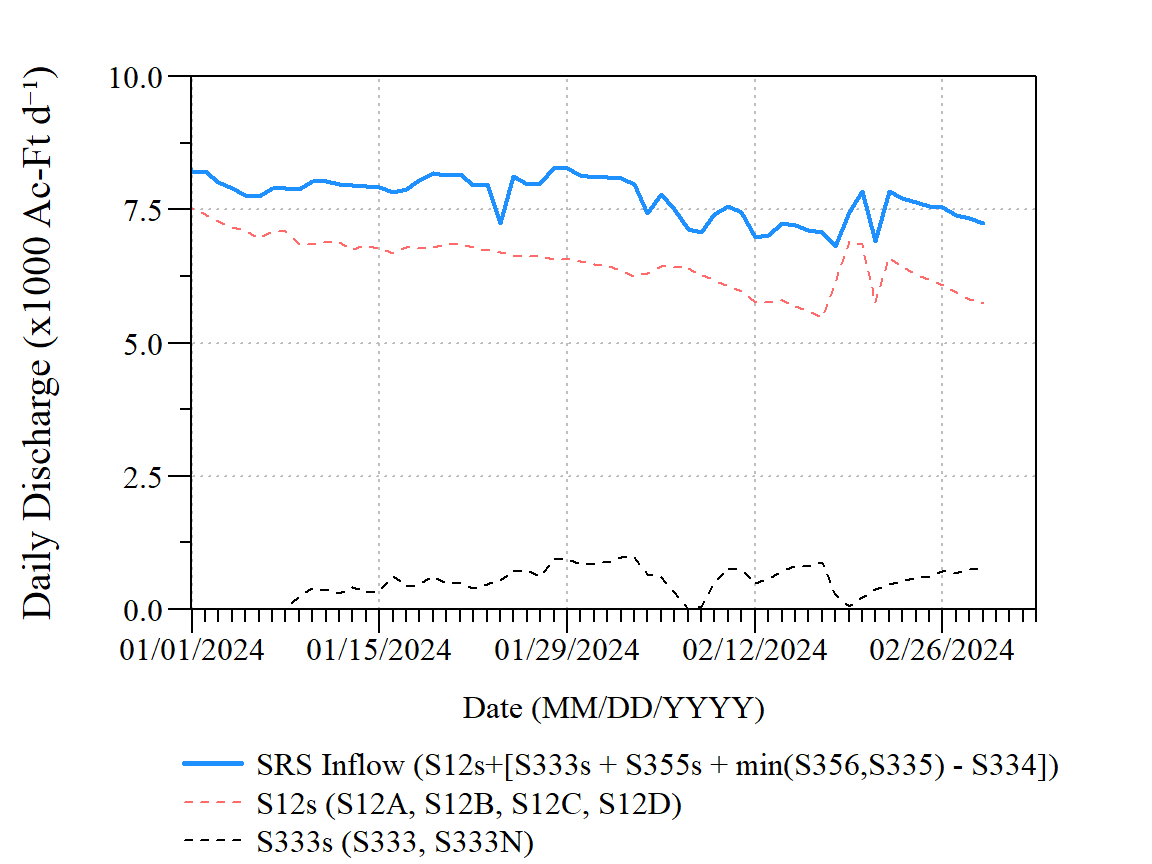 Daily Discharge (x1000 Ac-Ft d⁻¹)
10.0
7.5
5.0
2.5
0.0
01/01/2024 01/15/2024 01/29/2024 02/12/2024 02/26/2024
Date (MM/DD/YYYY)
SRS Inflow (S12s+[S333s + S355s + min(S356,S335) - S334])
S12s (S12A, S12B, S12C, S12D)
S333s (S333, S333N)